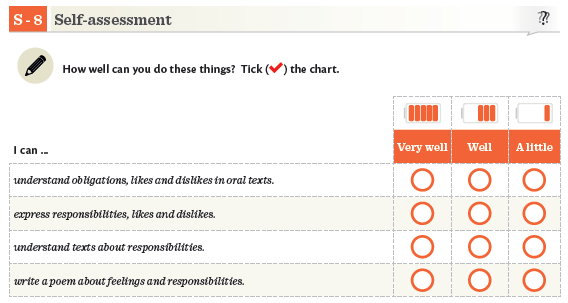 S - 8 Self-assessment
How well can you do these things? Tick (✔) the chart.
I can ...
Very well Well A little
understand obligations, likes and dislikes in oral texts.
express responsibilities, likes and dislikes.
understand texts about responsibilities.
write a poem about feelings and responsibilities.